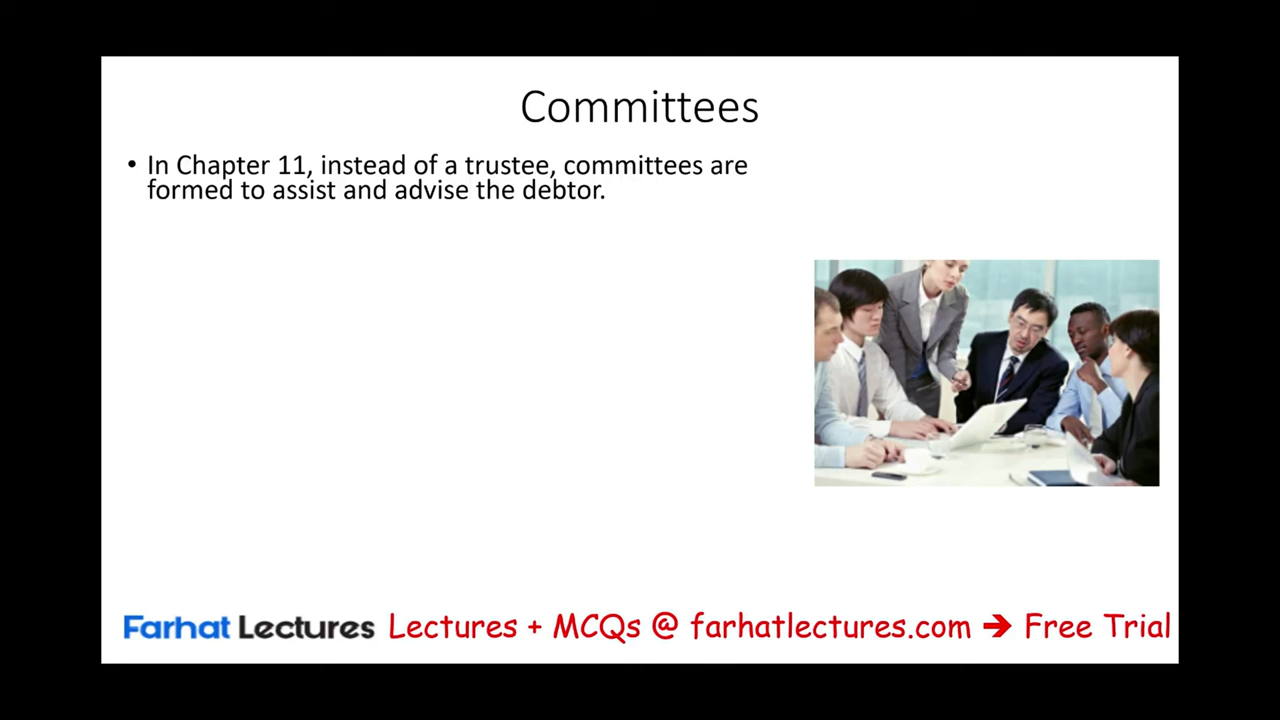 Committees
• In Chapter 11, instead of a trustee, committees are
formed to assist and advise the debtor.
Farhat Lectures Lectures + MCQs @ farhatlectures.com → Free Trial